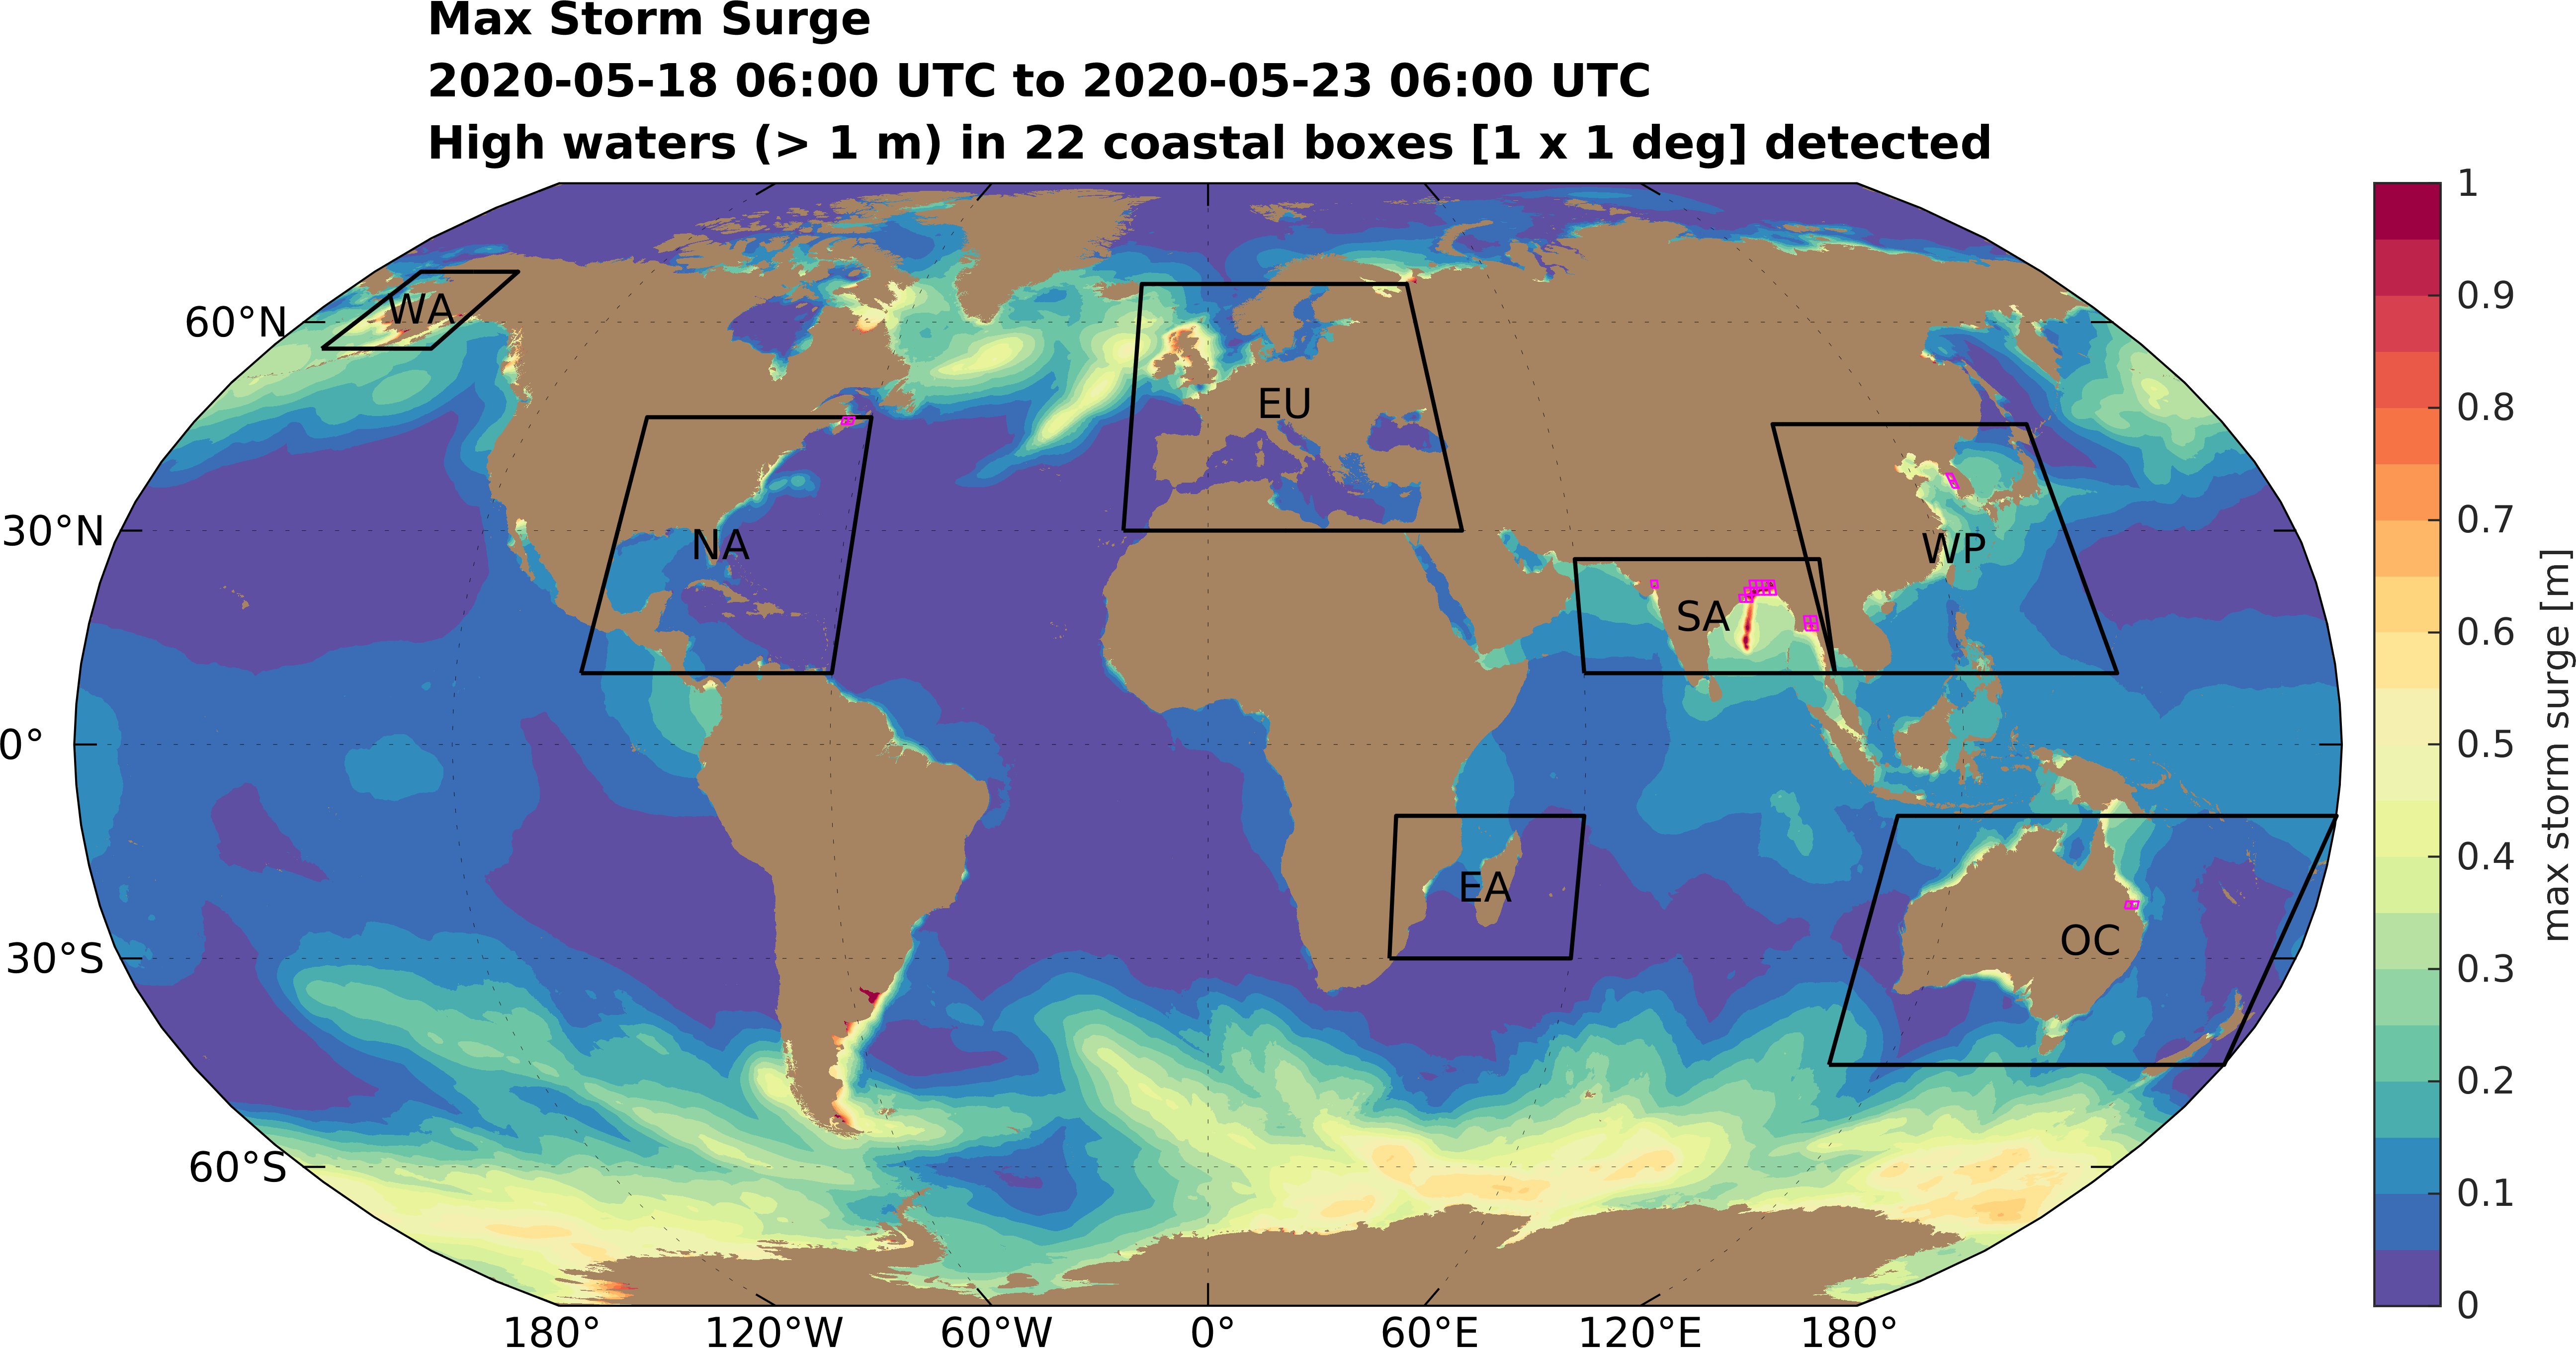 Max Storm Surge
2020-05-18 06:00 UTC to 2020-05-23 06:00 UTC
High waters (> 1 m) in 22 coastal boxes [1 x 1 deg] detected
60°N
30°N
0°
30°S
60°S
WA
NA
EU
SA
WP
EA
OC
180°
120°W
60°W
0°
60°E
120°E
180°
1
0.9
0.8
0.7
0.6
0.5
0.4
0.3
0.2
0.1
0
max storm surge [m]